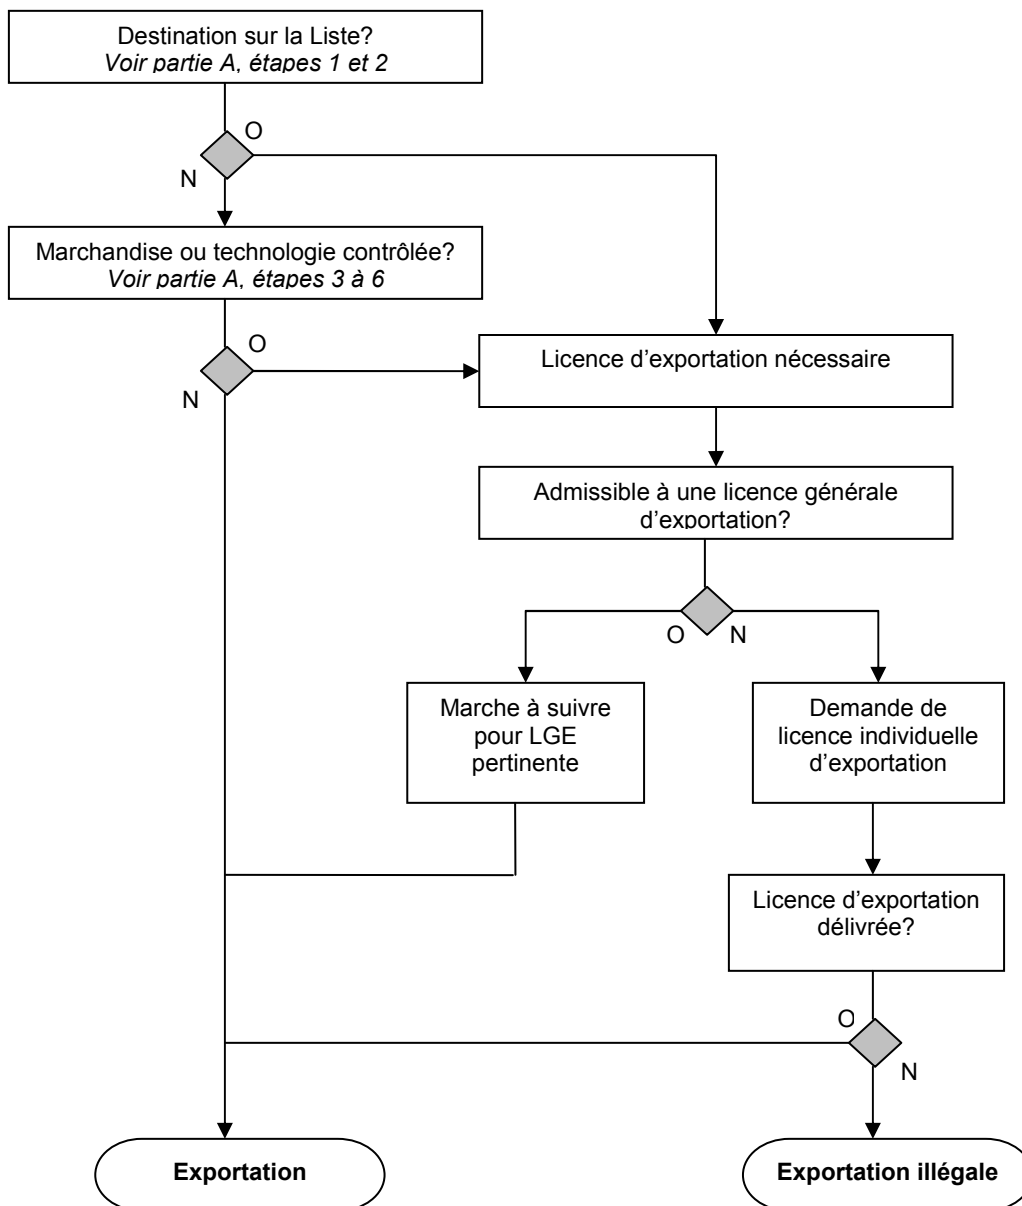 Destination sur la Liste?
Voir partie A, étapes 1 et 2
O
N
Marchandise ou technologie contrôlée?
Voir partie A, étapes 3 à 6
O
N
Licence d’exportation nécessaire
Admissible à une licence générale
d’exportation?
O
N
Marche à suivre
pour LGE
pertinente
Demande de
licence individuelle
d’exportation
Licence d’exportation
délivrée?
O
N
Exportation
Exportation illégale